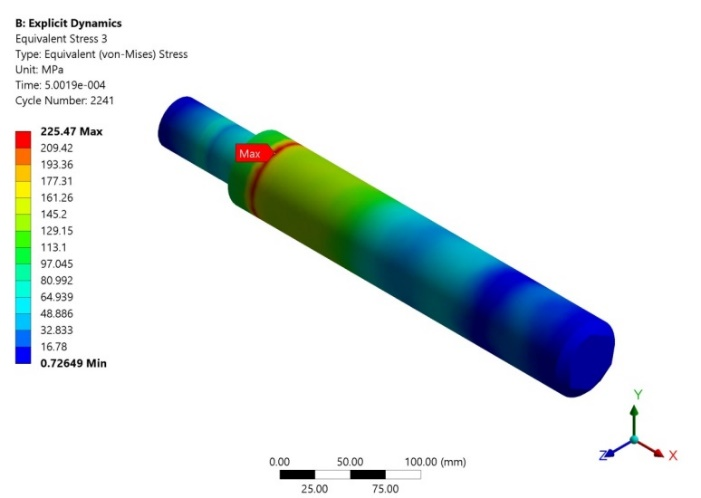 B: Explicit Dynamics
Equivalent Stress 3
Type: Equivalent (von-Mises) Stress
Unit: MPa
Time: 5.0019e-004
Cycle Number: 2241
225.47 Max
209.42
193.36
177.31
161.26
145.2
129.15
113.1
97.045
80.992
64.939
48.886
32.833
16.78
0.72649 Min
Max
Y
Z
X
0.00 50.00 100.00 (mm)
25.00 75.00